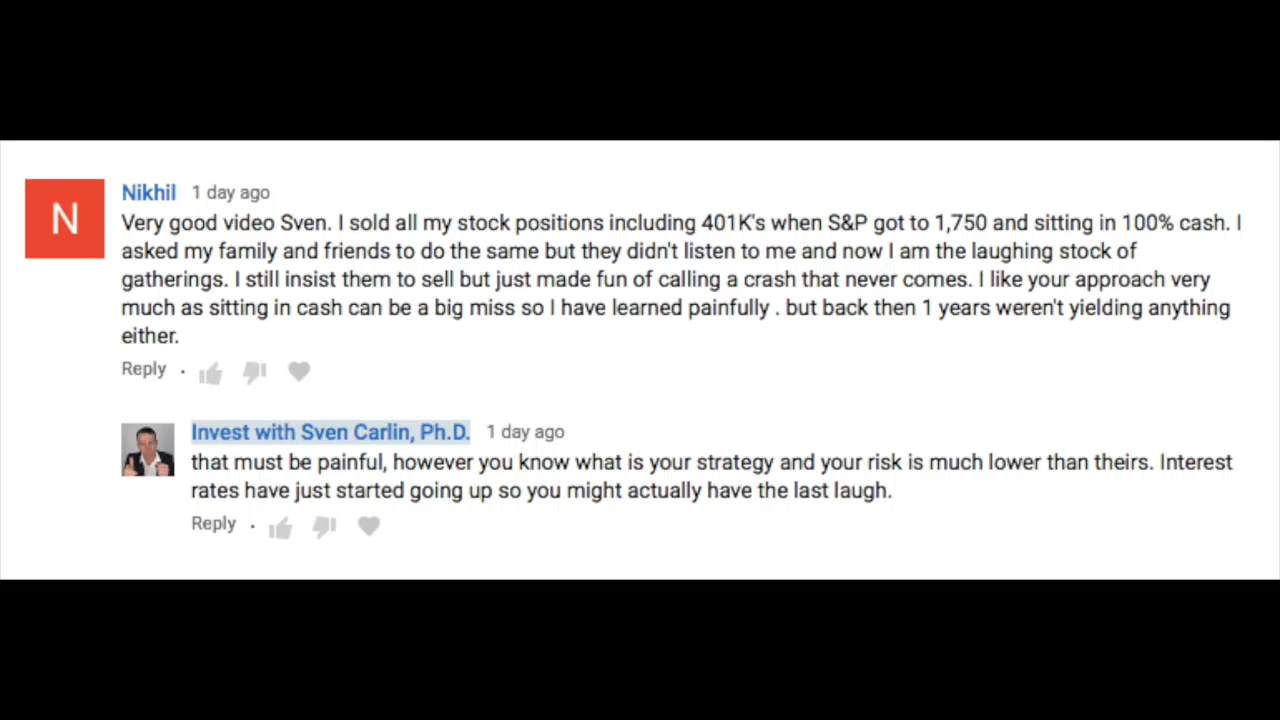 N
Nikhil 1 day ago
Very good video Sven. I sold all my stock positions including 401K's when S&P got to 1,750 and sitting in 100% cash. I
asked my family and friends to do the same but they didn't listen to me and now I am the laughing stock of
gatherings. I still insist them to sell but just made fun of calling a crash that never comes. I like your approach very
much as sitting in cash can be a big miss so I have learned painfully . but back then 1 years weren't yielding anything
either.
Reply ·
Invest with Sven Carlin, Ph.D. 1 day ago
that must be painful, however you know what is your strategy and your risk is much lower than theirs. Interest
rates have just started going up so you might actually have the last laugh.
Reply ·